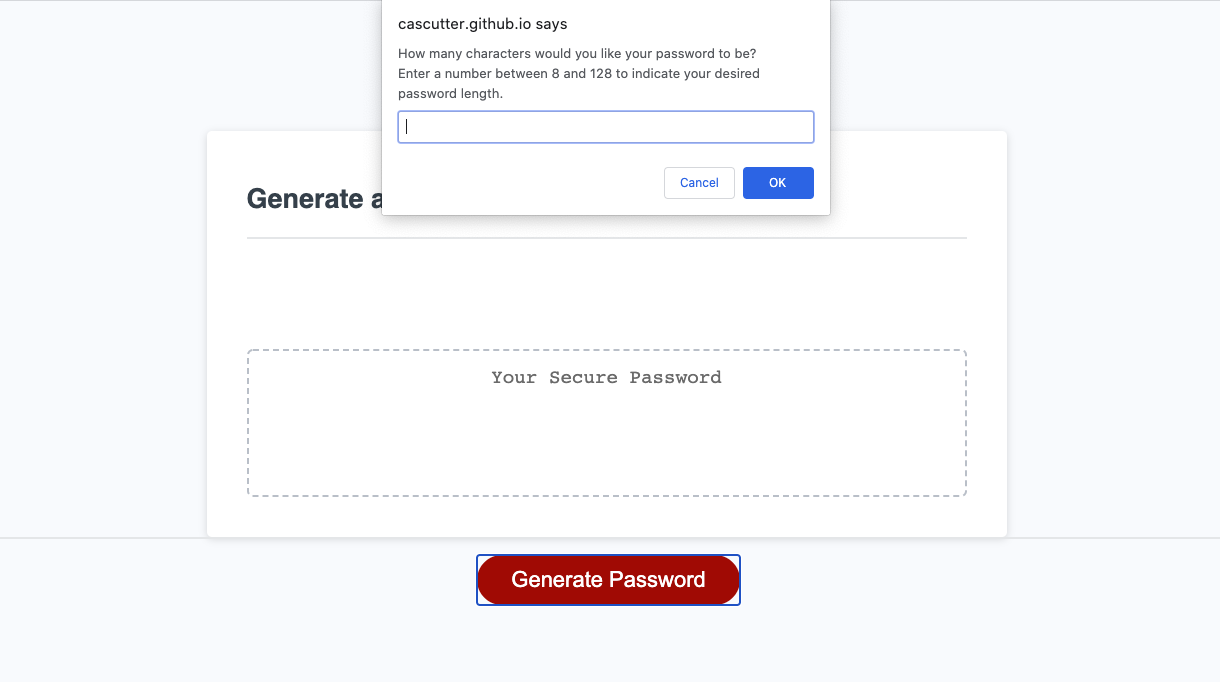 cascutter.github.io says
How many characters would you like your password to be?
Enter a number between 8 and 128 to indicate your desired
password length.
Cancel
OK
Generate a
Your Secure Password
Generate Password